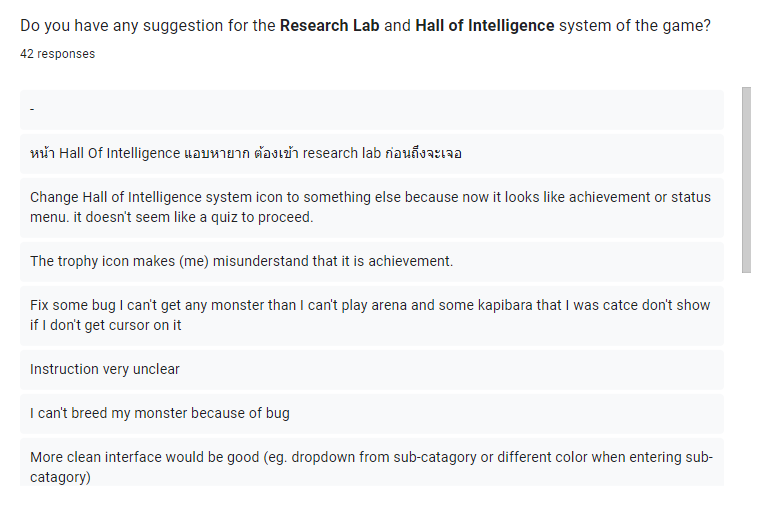 Do you have any suggestion for the Research Lab and Hall of Intelligence system of the game?
42 responses
-
หน้า Hall Of Intelligence แอบหายาก ต้องเข้า research lab ก่อนถึงจะเจอ
Change Hall of Intelligence system icon to something else because now it looks like achievement or status
menu. it doesn't seem like a quiz to proceed.
The trophy icon makes (me) misunderstand that it is achievement.
Fix some bug I can't get any monster than I can't play arena and some kapibara that I was catce don't show
if I don't get cursor on it
Instruction very unclear
I can't breed my monster because of bug
More clean interface would be good (eg. dropdown from sub-catagory or different color when entering sub-
catagory)